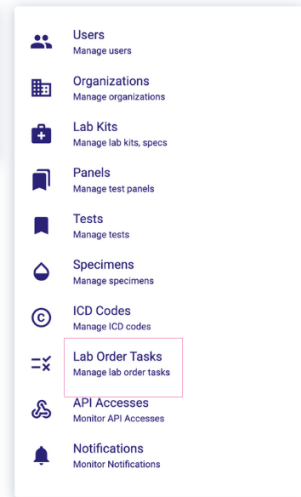 Users
Manage users
Organizations
Manage organizations
Lab Kits
Manage lab kits, specs
Panels
Manage test panels
Tests
Manage tests
Specimens
Manage specimens
ICD Codes
Manage ICD codes
Lab Order Tasks
Manage lab order tasks
API Accesses
Monitor API Accesses
Notifications
Monitor Notifications